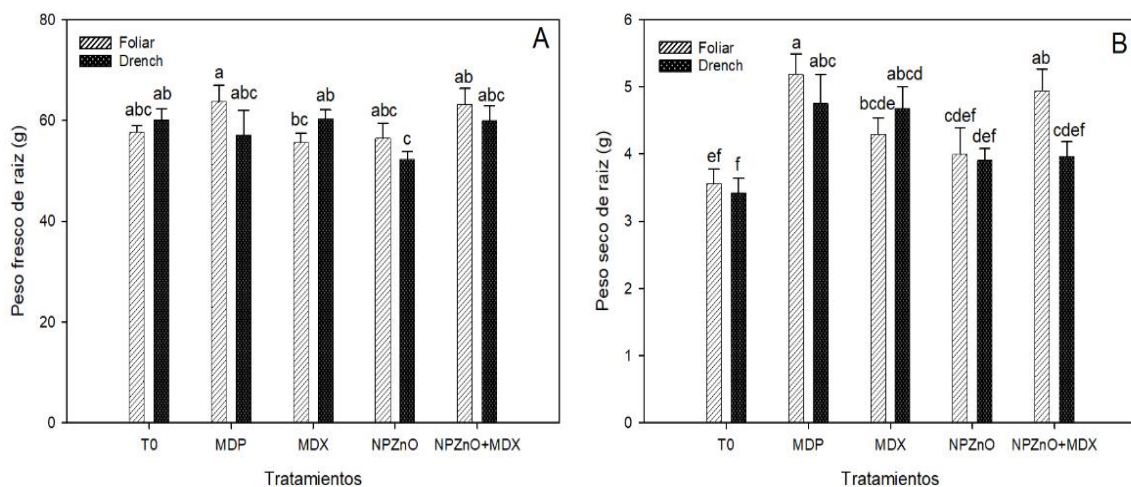 A
Foliar
Drench
80
60
40
20
0
Peso fresco de raiz (g)
abc
ab
a
abc
bc
ab
abc
c
ab
abc
T0
MDP
MDX
NPZnO
NPZnO+MDX
Tratamientos
B
Foliar
Drench
6
5
4
3
2
1
0
Peso seco de raiz (g)
ef
f
a
abc
bcde
abcd
cdef
def
ab
cdef
T0
MDP
MDX
NPZnO
NPZnO+MDX
Tratamientos